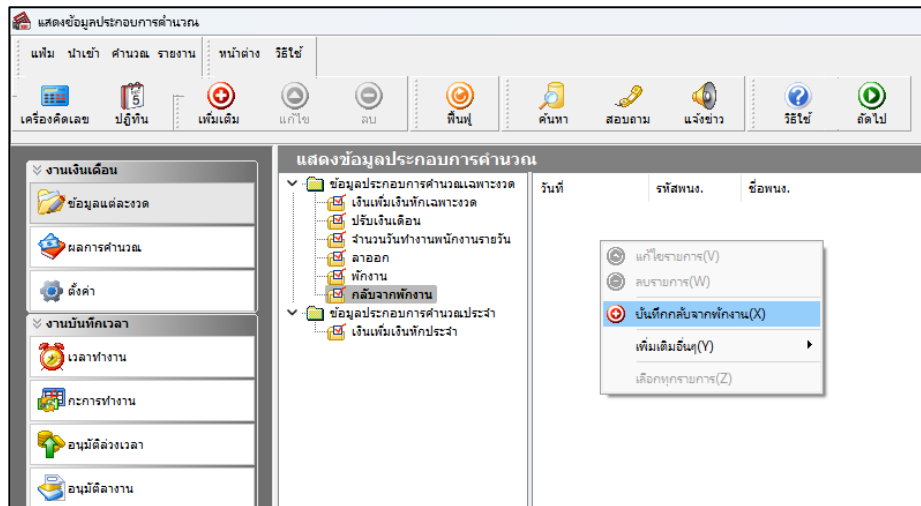 แสดงข้อมูลประกอบการคำนวณ
แฟ้ม นำเข้า คำนวณ รายงาน หน้าต่าง วิธีใช้
เครื่องคิดเลข ปฏิทิน เพิ่มเติม แก้ไข ลบ ฟื้นฟู ค้นหา สอบถาม แจ้งข่าว วิธีใช้ ถัดไป
งานเงินเดือน
ข้อมูลแต่ละงวด
ผลการคำนวณ
ตั้งค่า
งานบันทึกเวลา
เวลาทำงาน
กะการทำงาน
อนุมัติล่วงเวลา
อนุมัติลางาน
แสดงข้อมูลประกอบการคำนวณ
ข้อมูลประกอบการคำนวณเฉพาะงวด
เงินเพิ่มเงินหักเฉพาะงวด
ปรับเงินเดือน
จำนวนวันทำงานพนักงานรายวัน
ลาออก
พักงาน
กลับจากพักงาน
ข้อมูลประกอบการคำนวณประจำ
เงินเพิ่มเงินหักประจำ
วันที่ รหัสพนง. ชื่อพนง.
แก้ไขรายการ(V)
ลบรายการ(W)
บันทึกกลับจากพักงาน(X)
เพิ่มเติมอื่นๆ(Y)
เลือกทุกรายการ(Z)